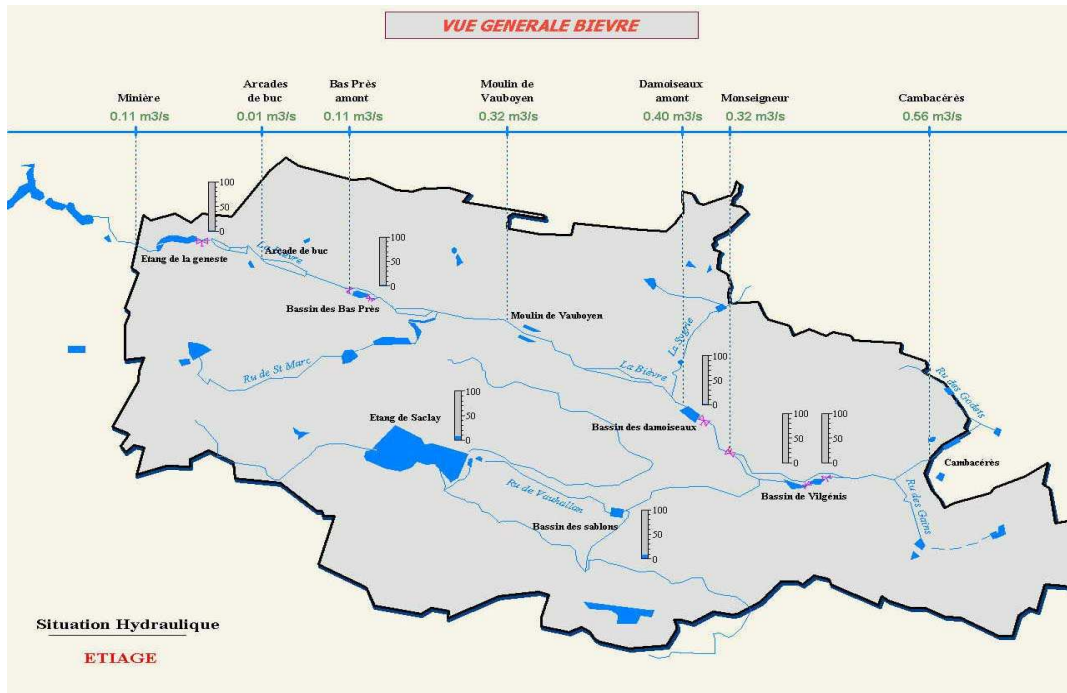 VUE GENERALE BIEVRE
Minière
0.11 m3/s
Arcades
de buc
0.01 m3/s
Bas Près
amont
0.11 m3/s
Moulin de
Vauboyen
0.32 m3/s
Damoiseaux
amont
0.40 m3/s
Monseigneur
0.32 m3/s
Cambacérès
0.56 m3/s
100
50
0
Etang de la geneste
La Bièvre
Arcade de buc
100
50
0
Bassin des Bas Près
Moulin de Vauboyen
Ru de St Marc
La Bièvre
La Sygrie
100
50
0
Bassin des damoiseaux
Ru des Godets
Etang de Saclay
100
50
0
100
50
0
100
50
0
Cambacérès
Bassin de Vilgénis
Ru de Vauhallan
Ru des Gains
Bassin des sablons
100
50
0
Situation Hydraulique
ETIAGE